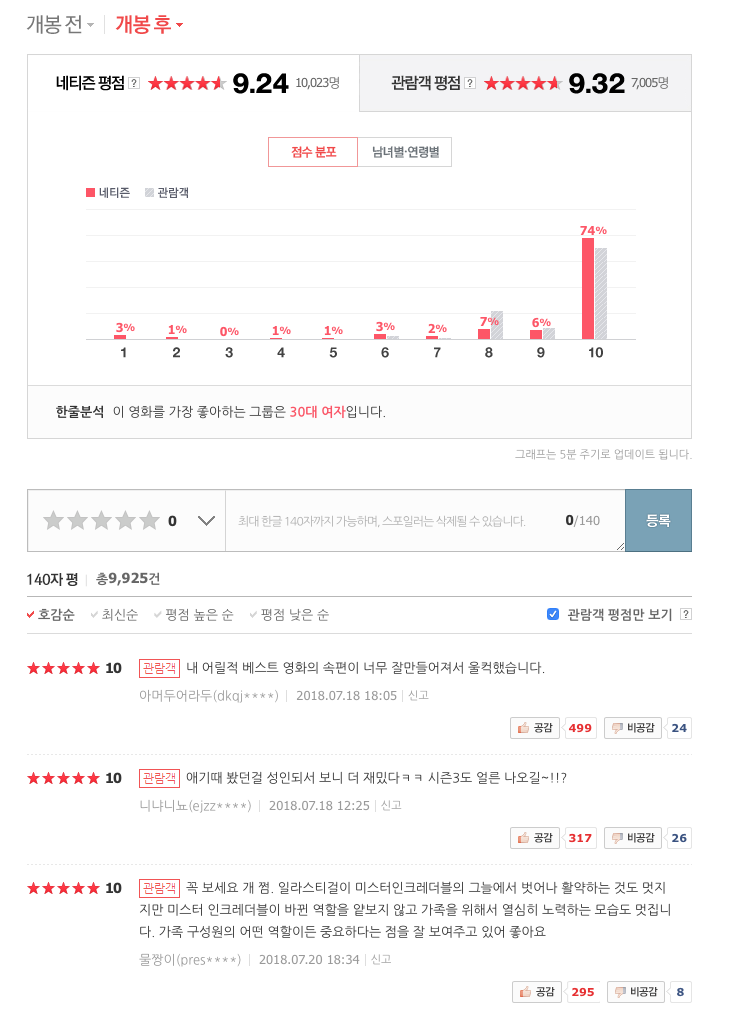 개봉 전 개봉 후
네티즌 평점 ? 9.24 10,023명 관람객 평점 ? 9.32 7,005명
점수 분포 남녀별·연령별
네티즌 관람객
74%
3% 1% 0% 1% 1% 3% 2% 7% 6%
1 2 3 4 5 6 7 8 9 10
한줄분석 이 영화를 가장 좋아하는 그룹은 30대 여자입니다.
그래프는 5분 주기로 업데이트 됩니다.
0 최대 한글 140자까지 가능하며, 스포일러는 삭제될 수 있습니다. 0/140 등록
140자 평 총9,925건
호감순 최신순 평점 높은 순 평점 낮은 순 관람객 평점만 보기 ?
10 관람객 내 어릴적 베스트 영화의 속편이 너무 잘만들어져서 울컥했습니다.
아머두어라두(dkqj****) 2018.07.18 18:05 신고
공감 499 비공감 24
10 관람객 애기때 봤던걸 성인되서 보니 더 재밌다ㅋㅋ 시즌3도 얼른 나오길~!!?
니냐니뇨(ejzz****) 2018.07.18 12:25 신고
공감 317 비공감 26
10 관람객 꼭 보세요 개 쩜. 일라스티걸이 미스터인크레더블의 그늘에서 벗어나 활약하는 것도 멋지
지만 미스터 인크레더블이 바뀐 역할을 얕보지 않고 가족을 위해서 열심히 노력하는 모습도 멋집니
다. 가족 구성원의 어떤 역할이든 중요하다는 점을 잘 보여주고 있어 좋아요
물짱이(pres****) 2018.07.20 18:34 신고
공감 295 비공감 8